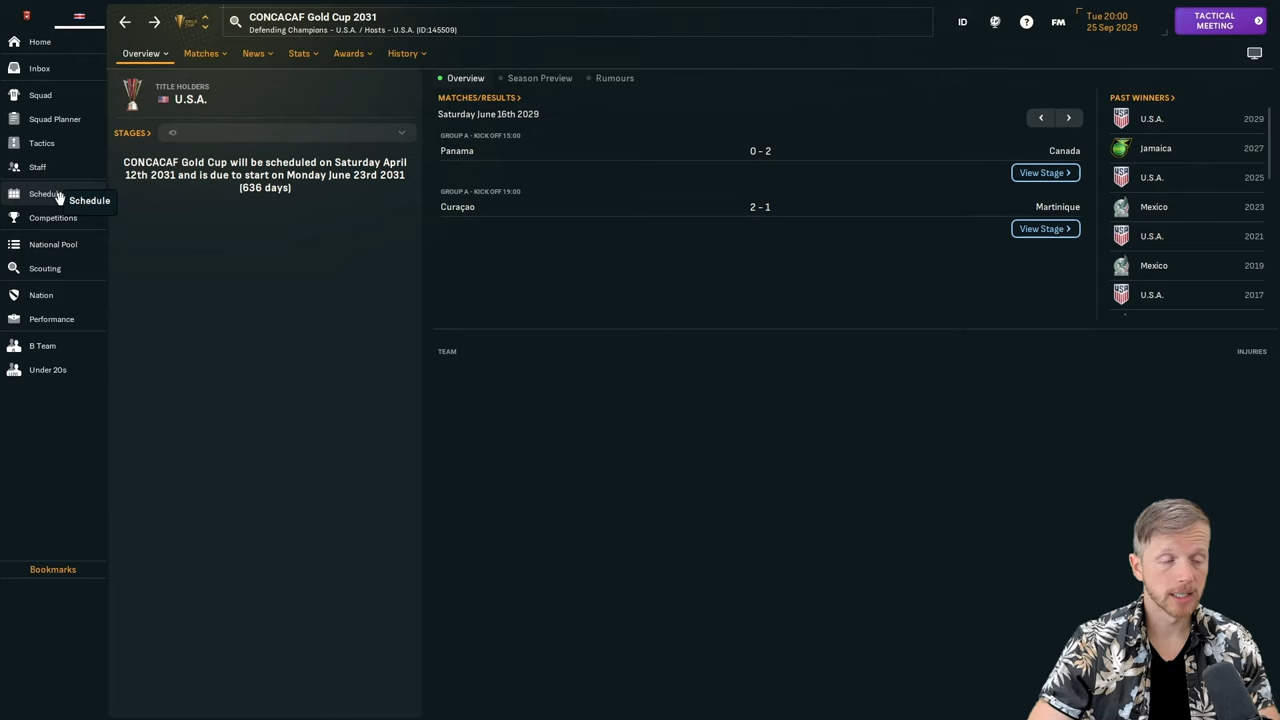 CONCACAF Gold Cup 2031
Defending Champions - U.S.A. / Hosts - U.S.A. (ID:145509)
ID
FM
Tue 20:00
25 Sep 2029
TACTICAL
MEETING
Home
Inbox
Squad
Squad Planner
Tactics
Staff
Schedule
Schedule
Competitions
National Pool
Scouting
Nation
Performance
B Team
Under 20s
Bookmarks
Overview
Matches
News
Stats
Awards
History
TITLE HOLDERS
U.S.A.
STAGES
CONCACAF Gold Cup will be scheduled on Saturday April
12th 2031 and is due to start on Monday June 23rd 2031
(636 days)
Overview
Season Preview
Rumours
MATCHES/RESULTS
Saturday June 16th 2029
GROUP A - KICK OFF 15:00
Panama 0 - 2 Canada
View Stage
GROUP A - KICK OFF 19:00
Curaçao 2 - 1 Martinique
View Stage
TEAM INJURIES
PAST WINNERS
U.S.A. 2029
Jamaica 2027
U.S.A. 2025
Mexico 2023
U.S.A. 2021
Mexico 2019
U.S.A. 2017